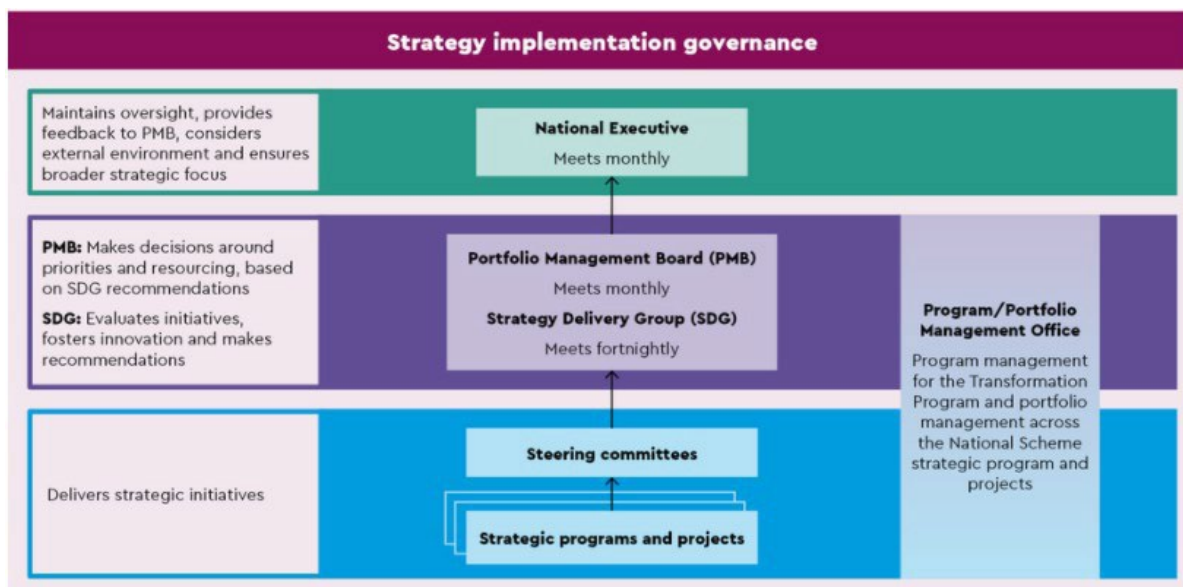 Strategy implementation governance
Maintains oversight, provides
feedback to PMB, considers
external environment and ensures
broader strategic focus
National Executive
Meets monthly
PMB: Makes decisions around
priorities and resourcing, based
on SDG recommendations
SDG: Evaluates initiatives,
fosters innovation and makes
recommendations
Portfolio Management Board (PMB)
Meets monthly
Strategy Delivery Group (SDG)
Meets fortnightly
Program/Portfolio
Management Office
Program management
for the Transformation
Program and portfolio
management across
the National Scheme
strategic program and
projects
Delivers strategic initiatives
Steering committees
Strategic programs and projects